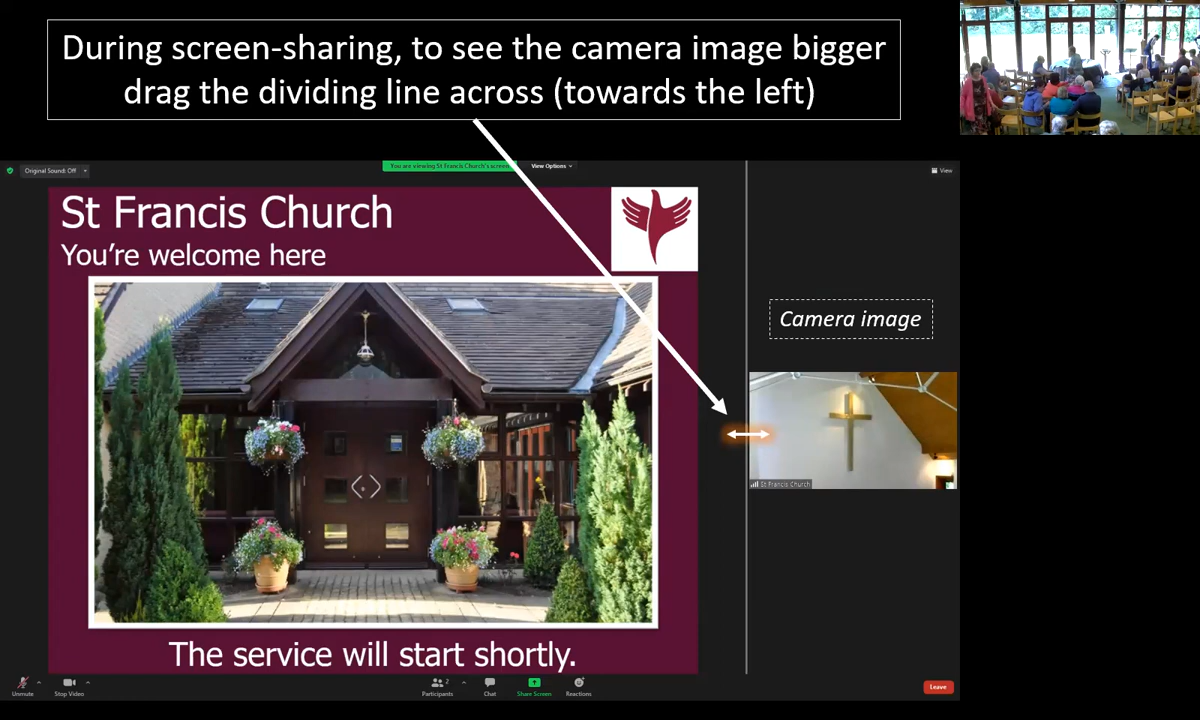 During screen-sharing, to see the camera image bigger
drag the dividing line across (towards the left)
Original Sound: Off
You are viewing St Francis Church's screen
View Options
View
St Francis Church
You're welcome here
Camera image
St Francis Church
The service will start shortly.
Unmute
Stop Video
Participants
2
Chat
Share Screen
Reactions
Leave